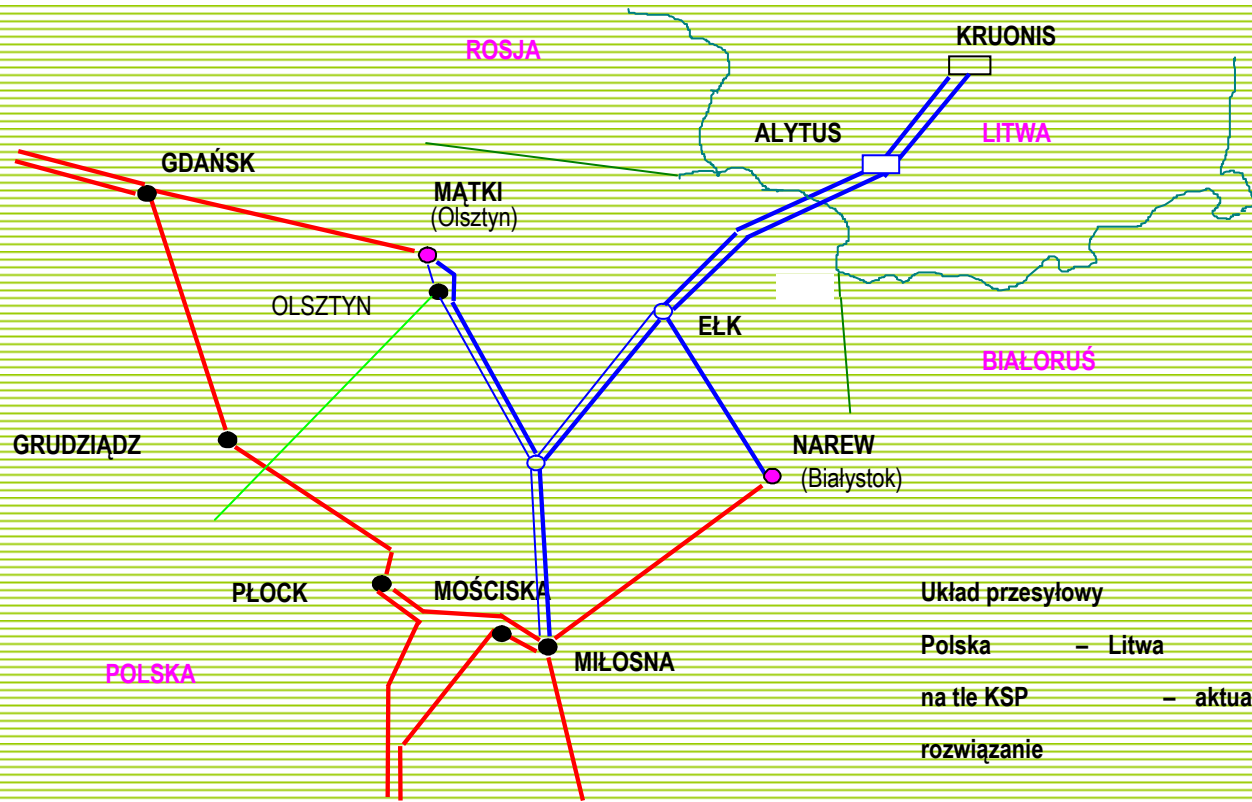 KRUONIS
ROSJA
ALYTUS
LITWA
GDAŃSK
MĄTKI
(Olsztyn)
OLSZTYN
EŁK
BIAŁORUŚ
GRUDZIĄDZ
NAREW
(Białystok)
PŁOCK
MOŚCISKA
MIŁOSNA
POLSKA
Układ przesyłowy
Polska – Litwa
na tle KSP – aktua
rozwiązanie